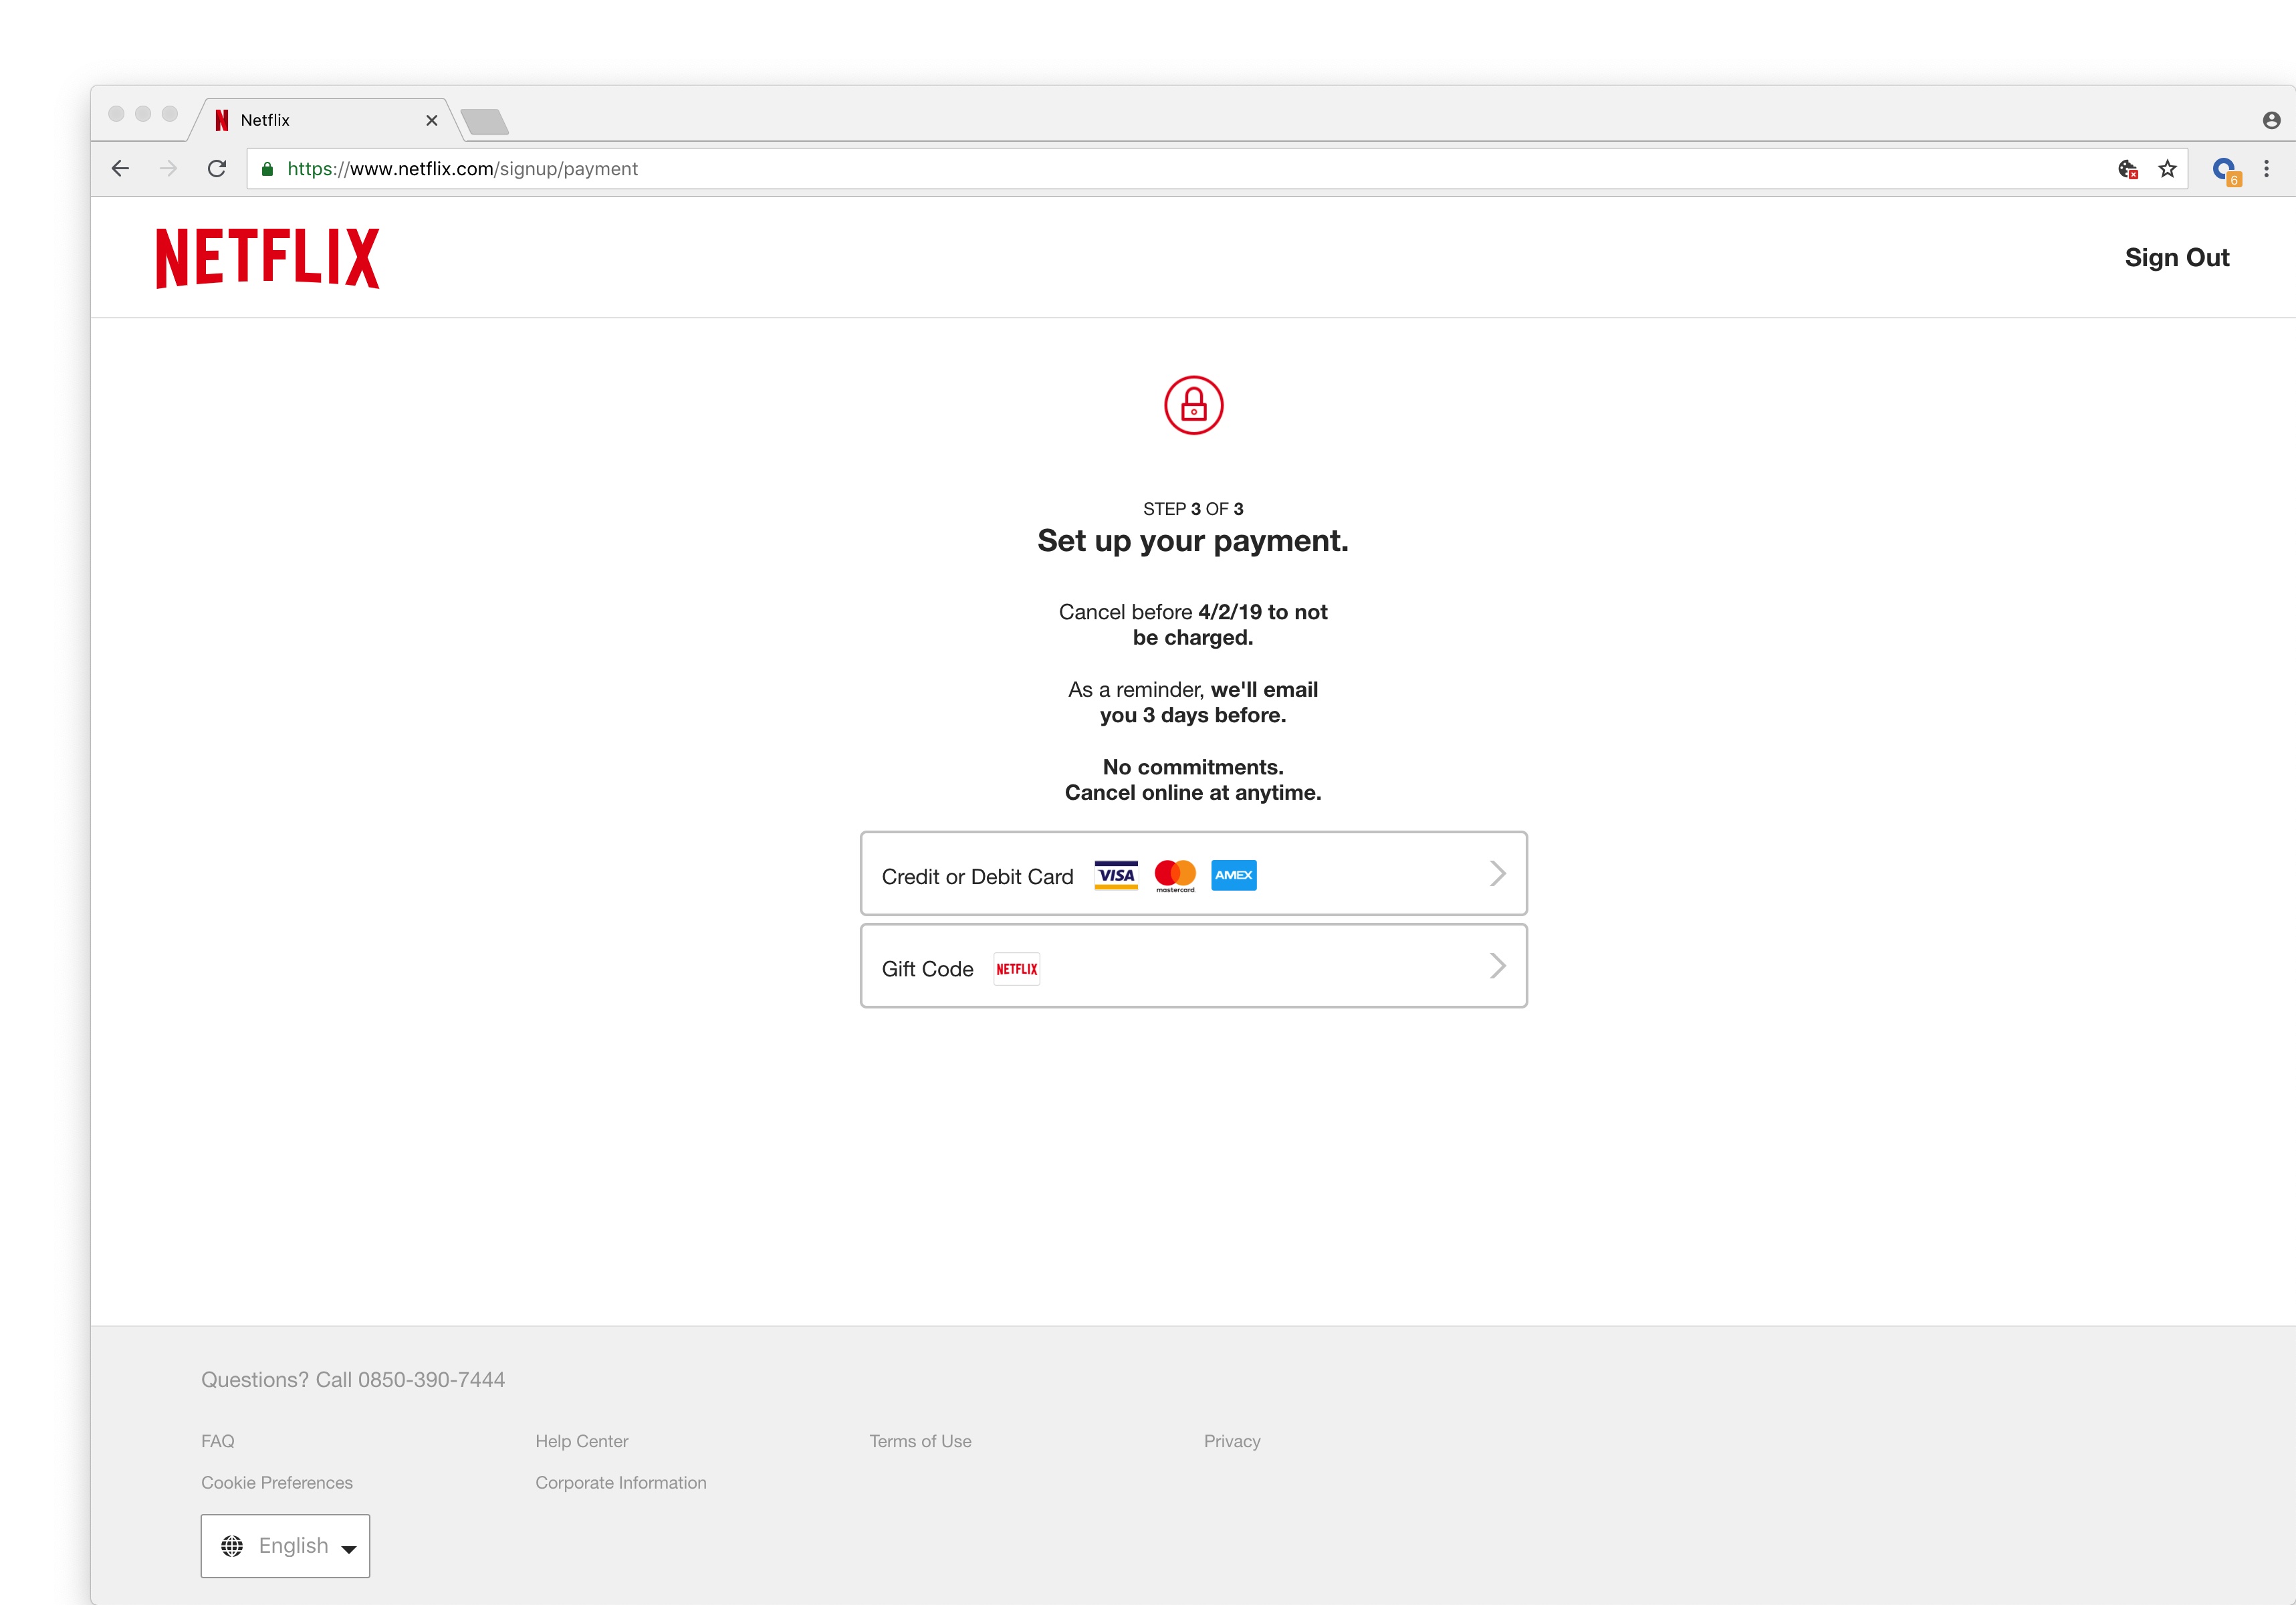 Netflix
https://www.netflix.com/signup/payment
6
NETFLIX
Sign Out
STEP 3 OF 3
Set up your payment.
Cancel before 4/2/19 to not
be charged.
As a reminder, we'll email
you 3 days before.
No commitments.
Cancel online at anytime.
Credit or Debit Card VISA mastercard AMEX
Gift Code NETFLIX
Questions? Call 0850-390-7444
FAQ Help Center Terms of Use Privacy
Cookie Preferences Corporate Information
English